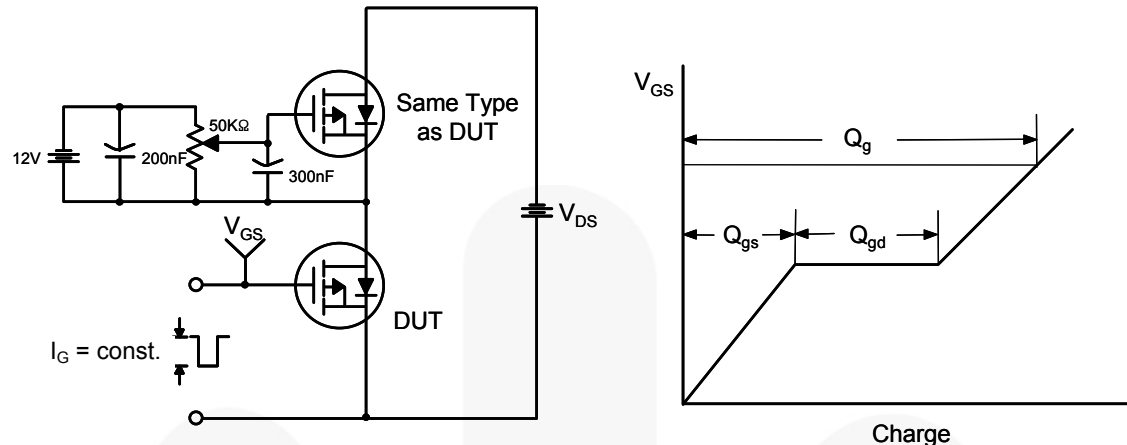 12V
200nF
50KΩ
300nF
Same Type
as DUT
V_DS
V_GS
DUT
I_G = const.
V_GS
Q_g
Q_gs
Q_gd
Charge